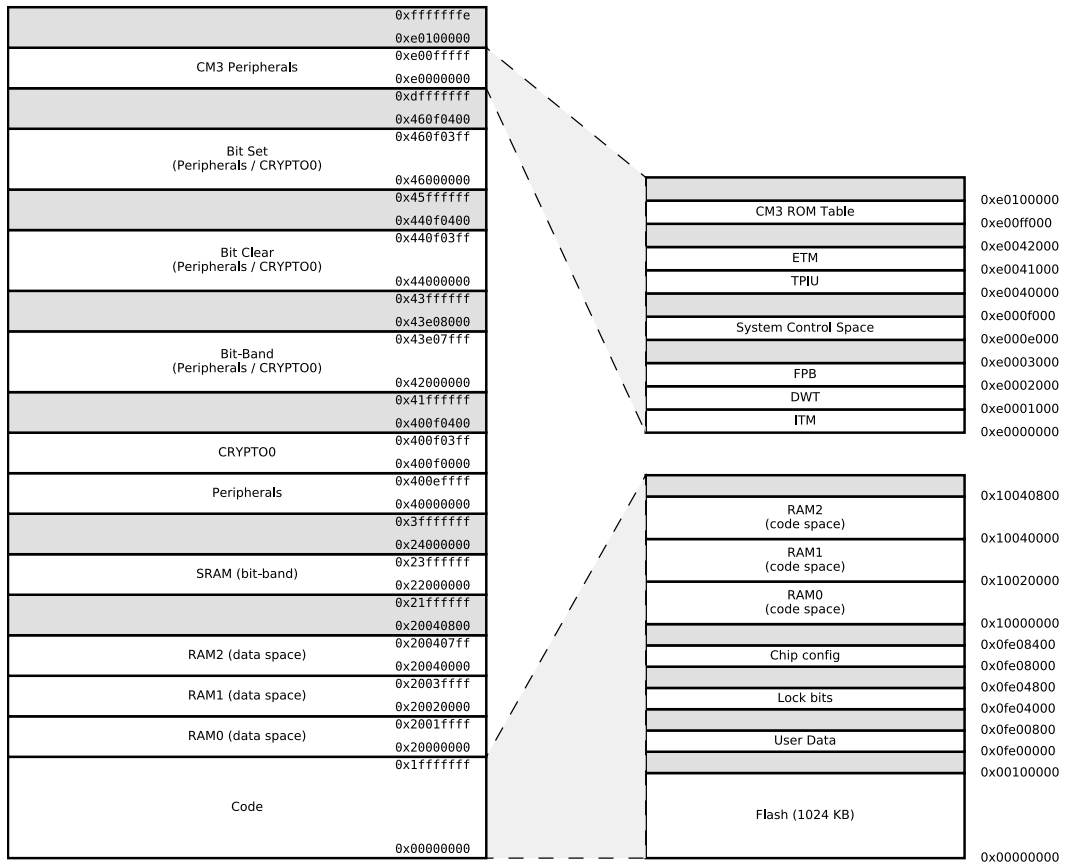 0xfffffffe
0xe0100000
0xe00fffff
CM3 Peripherals
0xe0000000
0xdfffffff
0x460f0400
0x460f03ff
Bit Set
(Peripherals / CRYPTO0)
0x46000000
0x45ffffff
0x440f0400
0x440f03ff
Bit Clear
(Peripherals / CRYPTO0)
0x44000000
0x43ffffff
0x43e08000
0x43e07fff
Bit-Band
(Peripherals / CRYPTO0)
0x42000000
0x41ffffff
0x400f0400
0x400f03ff
CRYPTO0
0x400f0000
0x400effff
Peripherals
0x40000000
0x3fffffff
0x24000000
0x23ffffff
SRAM (bit-band)
0x22000000
0x21ffffff
0x20040800
0x200407ff
RAM2 (data space)
0x20040000
0x2003ffff
RAM1 (data space)
0x20020000
0x2001ffff
RAM0 (data space)
0x20000000
0x1fffffff
Code
0x00000000
0xe0100000
CM3 ROM Table
0xe00ff000
0xe0042000
ETM
0xe0041000
TPIU
0xe0040000
0xe000f000
System Control Space
0xe000e000
0xe0003000
FPB
0xe0002000
DWT
0xe0001000
ITM
0xe0000000
0x10040800
RAM2
(code space)
0x10040000
RAM1
(code space)
0x10020000
RAM0
(code space)
0x10000000
0x0fe08400
Chip config
0x0fe08000
0x0fe04800
Lock bits
0x0fe04000
0x0fe00800
User Data
0x0fe00000
0x00100000
Flash (1024 KB)
0x00000000